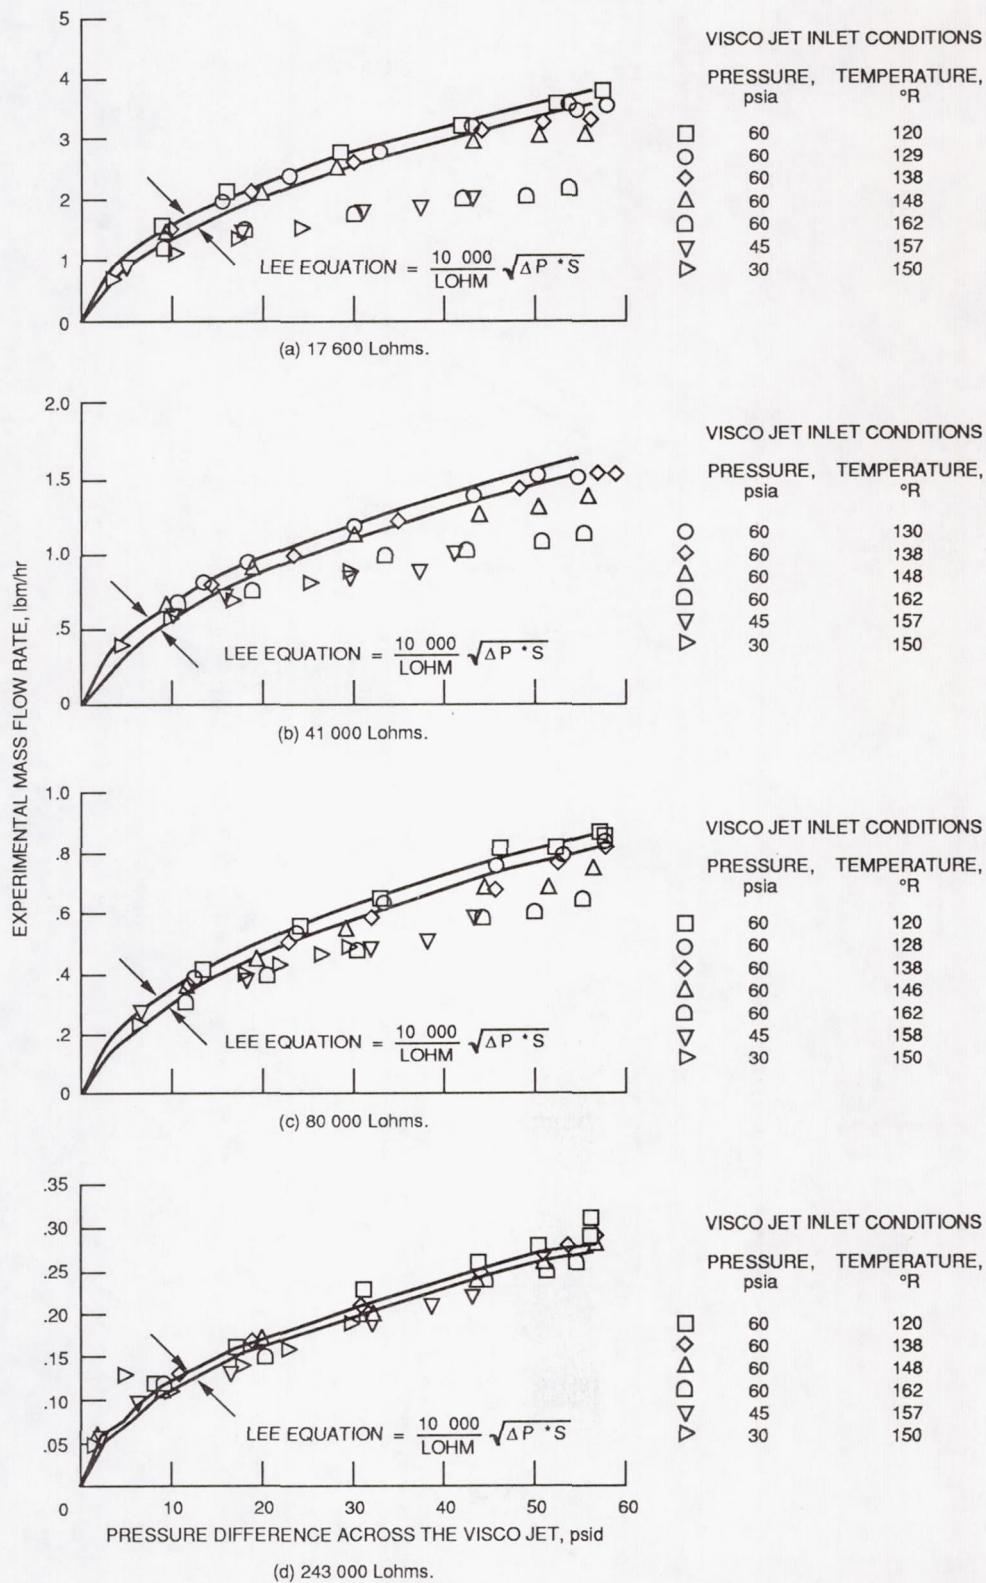 5
4
3
2
1
0
VISCO JET INLET CONDITIONS
PRESSURE, TEMPERATURE,
psia °R
60 120
60 129
60 138
60 148
60 162
45 157
30 150
LEE EQUATION = 10 000 / LOHM √ΔP *S
(a) 17 600 Lohms.
2.0
1.5
1.0
.5
0
VISCO JET INLET CONDITIONS
PRESSURE, TEMPERATURE,
psia °R
60 130
60 138
60 148
60 162
45 157
30 150
LEE EQUATION = 10 000 / LOHM √ΔP *S
(b) 41 000 Lohms.
EXPERIMENTAL MASS FLOW RATE, lbm/hr
1.0
.8
.6
.4
.2
0
VISCO JET INLET CONDITIONS
PRESSURE, TEMPERATURE,
psia °R
60 120
60 128
60 138
60 146
60 162
45 158
30 150
LEE EQUATION = 10 000 / LOHM √ΔP *S
(c) 80 000 Lohms.
.35
.30
.25
.20
.15
.10
.05
0 10 20 30 40 50 60
VISCO JET INLET CONDITIONS
PRESSURE, TEMPERATURE,
psia °R
60 120
60 138
60 148
60 162
45 157
30 150
LEE EQUATION = 10 000 / LOHM √ΔP *S
PRESSURE DIFFERENCE ACROSS THE VISCO JET, psid
(d) 243 000 Lohms.